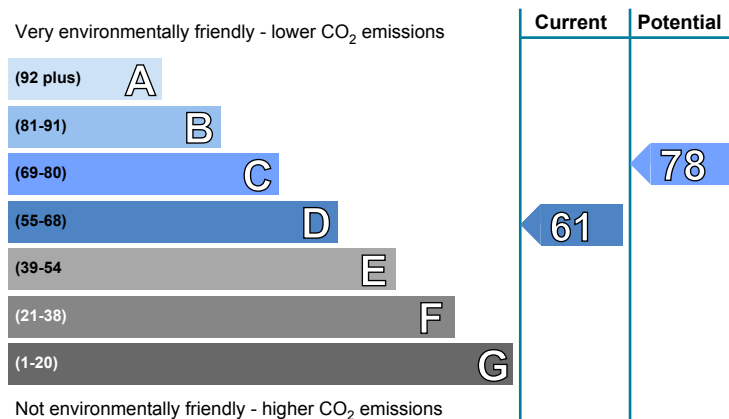 Very environmentally friendly - lower CO2 emissions
Current
Potential
(92 plus) A
(81-91) B
(69-80) C
78
(55-68) D
61
(39-54 E
(21-38) F
(1-20) G
Not environmentally friendly - higher CO2 emissions